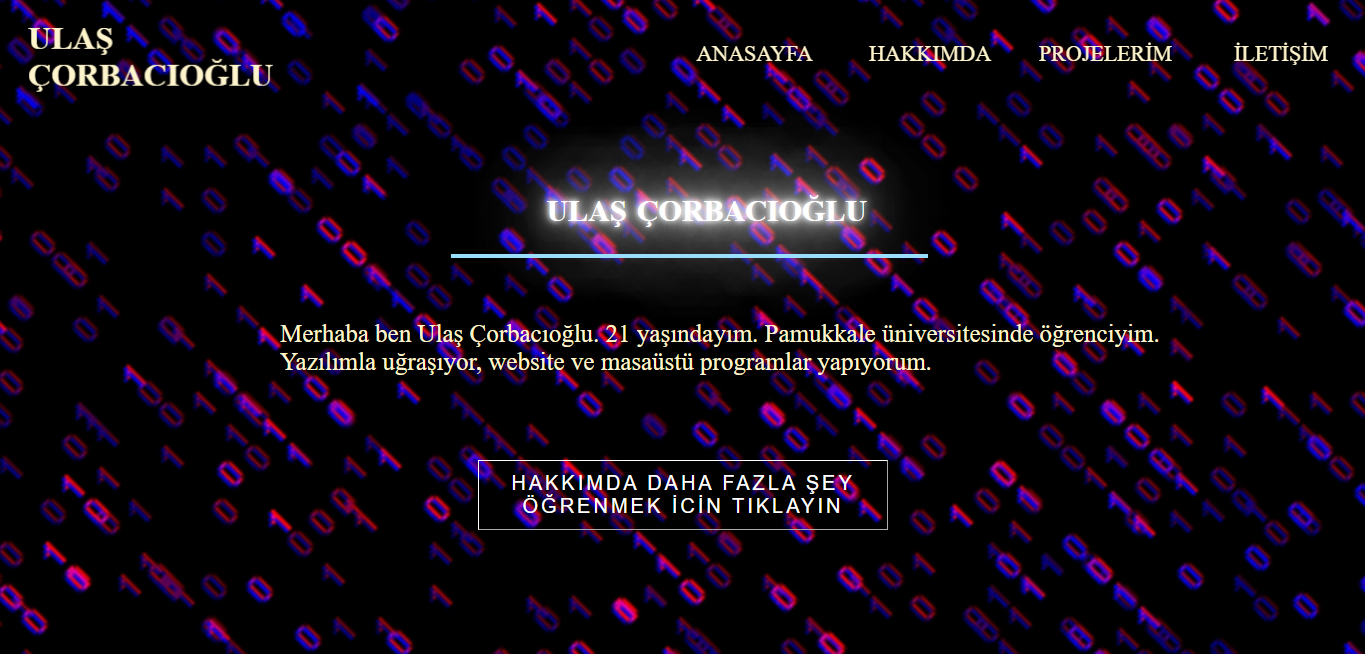 ULAŞ
ÇORBACIOĞLU
ANASAYFA HAKKIMDA PROJELERİM İLETİŞİM
ULAŞ ÇORBACIOĞLU
Merhaba ben Ulaş Çorbacıoğlu. 21 yaşındayım. Pamukkale üniversitesinde öğrenciyim.
Yazılımla uğraşıyor, website ve masaüstü programlar yapıyorum.
HAKKIMDA DAHA FAZLA ŞEY
ÖĞRENMEK İCİN TIKLAYIN